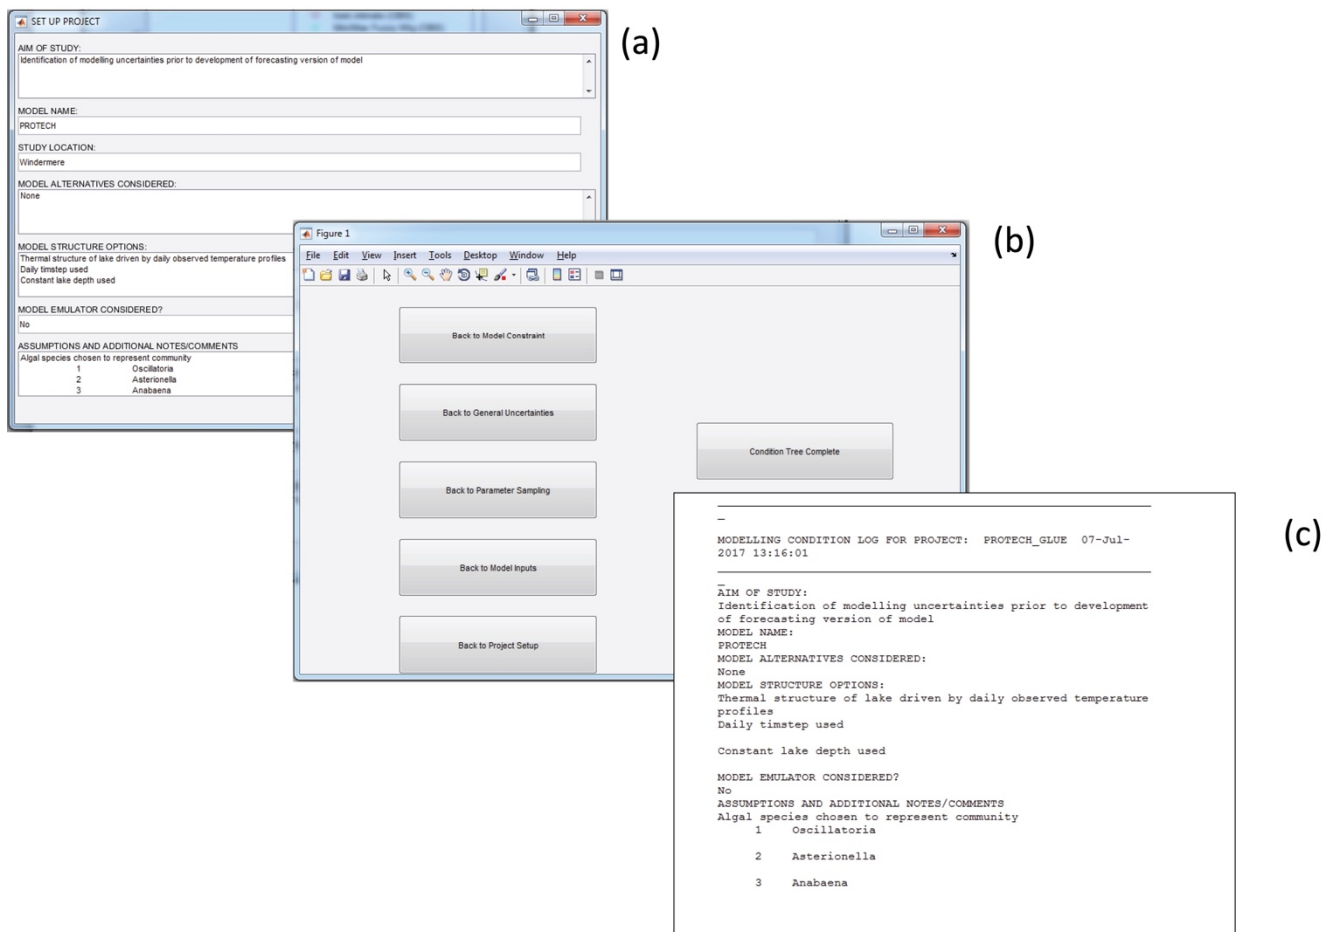 SET UP PROJECT
AIM OF STUDY:
Identification of modelling uncertainties prior to development of forecasting version of model
MODEL NAME:
PROTECH
STUDY LOCATION:
Windermere
MODEL ALTERNATIVES CONSIDERED:
None
MODEL STRUCTURE OPTIONS:
Thermal structure of lake driven by daily observed temperature profiles
Daily timstep used
Constant lake depth used
MODEL EMULATOR CONSIDERED?
No
ASSUMPTIONS AND ADDITIONAL NOTES/COMMENTS
Algal species chosen to represent community
1 Oscillatoria
2 Asterionella
3 Anabaena
(a)
Figure 1
File Edit View Insert Tools Desktop Window Help
Back to Model Constraint
Back to General Uncertainties
Back to Parameter Sampling
Back to Model Inputs
Back to Project Setup
Condition Tree Complete
(b)
MODELLING CONDITION LOG FOR PROJECT: PROTECH_GLUE 07-Jul-
2017 13:16:01
AIM OF STUDY:
Identification of modelling uncertainties prior to development
of forecasting version of model
MODEL NAME:
PROTECH
MODEL ALTERNATIVES CONSIDERED:
None
MODEL STRUCTURE OPTIONS:
Thermal structure of lake driven by daily observed temperature
profiles
Daily timstep used
Constant lake depth used
MODEL EMULATOR CONSIDERED?
No
ASSUMPTIONS AND ADDITIONAL NOTES/COMMENTS
Algal species chosen to represent community
1 Oscillatoria
2 Asterionella
3 Anabaena
(c)